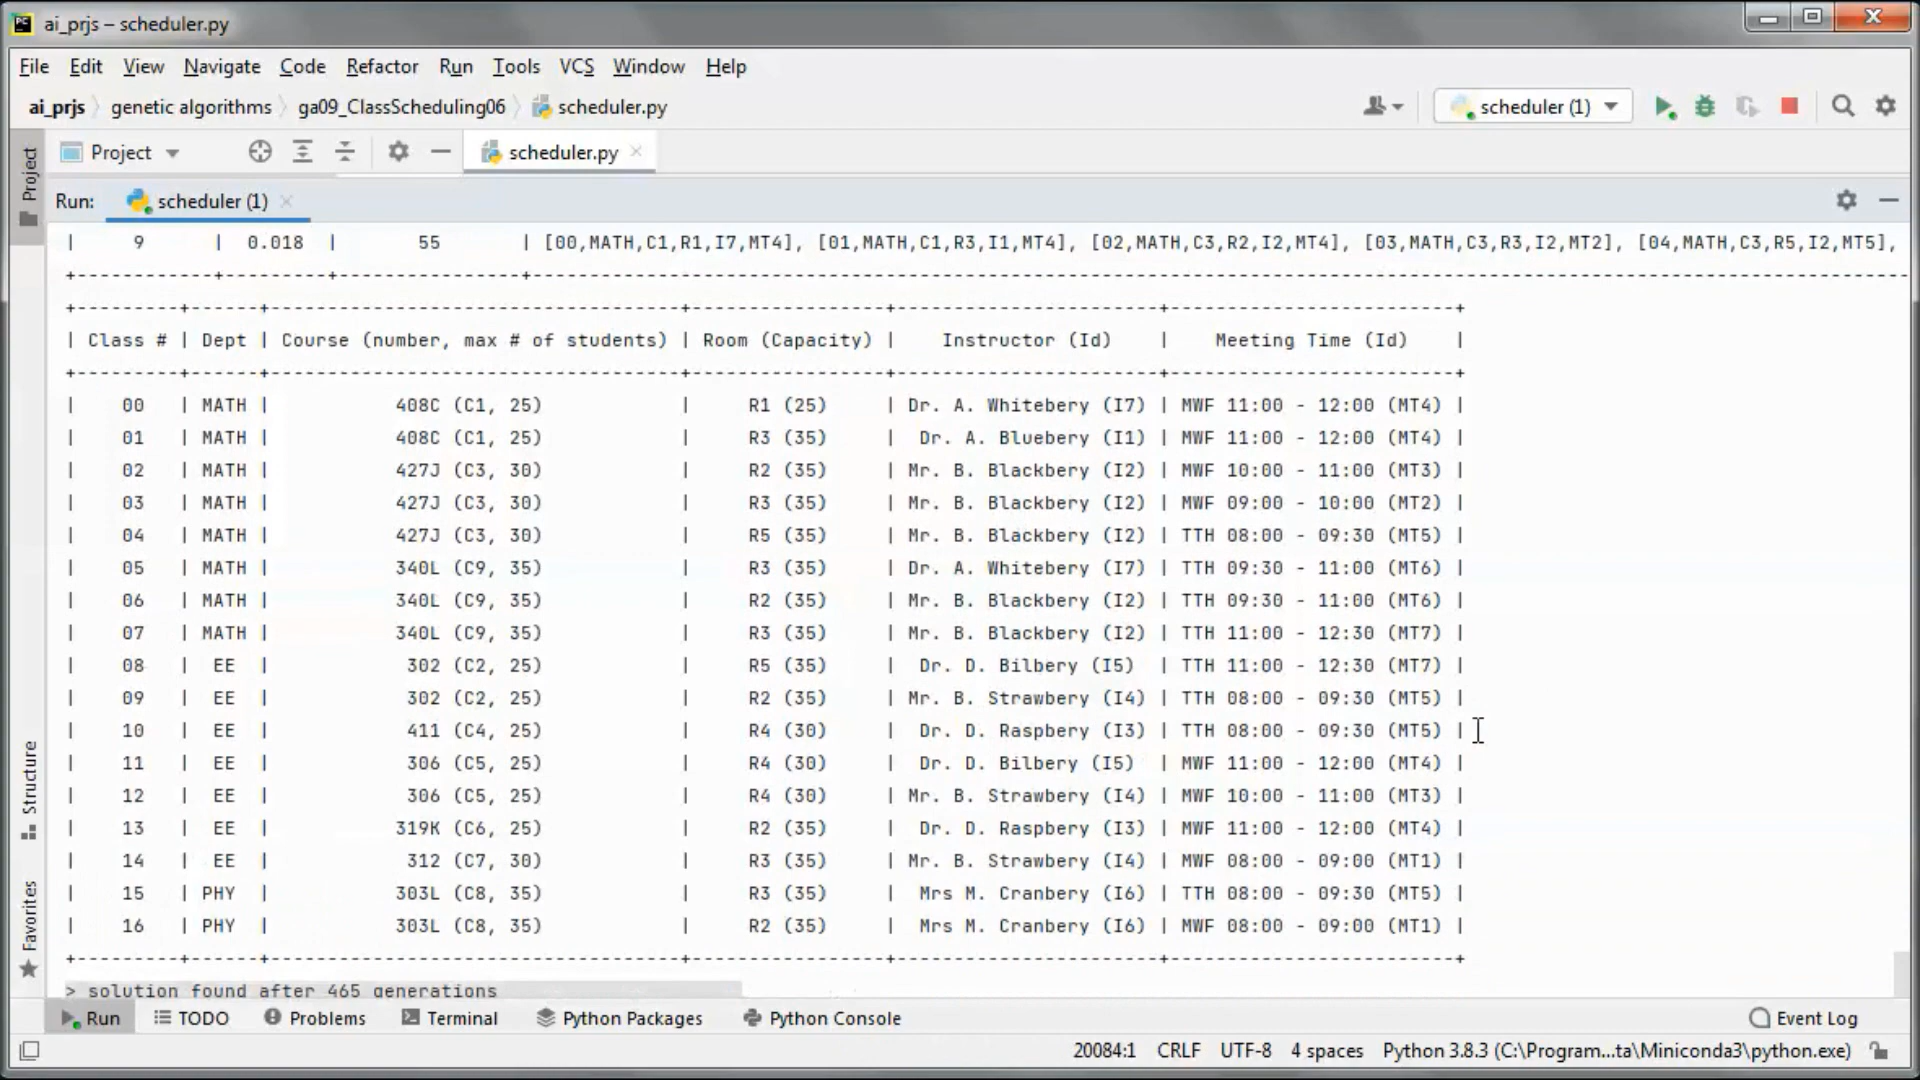 ai_prjs – scheduler.py
File Edit View Navigate Code Refactor Run Tools VCS Window Help
ai_prjs genetic algorithms ga09_ClassScheduling06 scheduler.py scheduler (1)
Project scheduler.py
Project
Run: scheduler (1)
| 9 | 0.018 | 55 | [00,MATH,C1,R1,I7,MT4], [01,MATH,C1,R3,I1,MT4], [02,MATH,C3,R2,I2,MT4], [03,MATH,C3,R3,I2,MT2], [04,MATH,C3,R5,I2,MT5],
| Class # | Dept | Course (number, max # of students) | Room (Capacity) | Instructor (Id) | Meeting Time (Id) |
| 00 | MATH | 408C (C1, 25) | R1 (25) | Dr. A. Whitebery (I7) | MWF 11:00 - 12:00 (MT4) |
| 01 | MATH | 408C (C1, 25) | R3 (35) | Dr. A. Bluebery (I1) | MWF 11:00 - 12:00 (MT4) |
| 02 | MATH | 427J (C3, 30) | R2 (35) | Mr. B. Blackbery (I2) | MWF 10:00 - 11:00 (MT3) |
| 03 | MATH | 427J (C3, 30) | R3 (35) | Mr. B. Blackbery (I2) | MWF 09:00 - 10:00 (MT2) |
| 04 | MATH | 427J (C3, 30) | R5 (35) | Mr. B. Blackbery (I2) | TTH 08:00 - 09:30 (MT5) |
| 05 | MATH | 340L (C9, 35) | R3 (35) | Dr. A. Whitebery (I7) | TTH 09:30 - 11:00 (MT6) |
| 06 | MATH | 340L (C9, 35) | R2 (35) | Mr. B. Blackbery (I2) | TTH 09:30 - 11:00 (MT6) |
| 07 | MATH | 340L (C9, 35) | R3 (35) | Mr. B. Blackbery (I2) | TTH 11:00 - 12:30 (MT7) |
| 08 | EE | 302 (C2, 25) | R5 (35) | Dr. D. Bilbery (I5) | TTH 11:00 - 12:30 (MT7) |
| 09 | EE | 302 (C2, 25) | R2 (35) | Mr. B. Strawbery (I4) | TTH 08:00 - 09:30 (MT5) |
| 10 | EE | 411 (C4, 25) | R4 (30) | Dr. D. Raspbery (I3) | TTH 08:00 - 09:30 (MT5) |
| 11 | EE | 306 (C5, 25) | R4 (30) | Dr. D. Bilbery (I5) | MWF 11:00 - 12:00 (MT4) |
| 12 | EE | 306 (C5, 25) | R4 (30) | Mr. B. Strawbery (I4) | MWF 10:00 - 11:00 (MT3) |
| 13 | EE | 319K (C6, 25) | R2 (35) | Dr. D. Raspbery (I3) | MWF 11:00 - 12:00 (MT4) |
| 14 | EE | 312 (C7, 30) | R3 (35) | Mr. B. Strawbery (I4) | MWF 08:00 - 09:00 (MT1) |
| 15 | PHY | 303L (C8, 35) | R3 (35) | Mrs M. Cranbery (I6) | TTH 08:00 - 09:30 (MT5) |
| 16 | PHY | 303L (C8, 35) | R2 (35) | Mrs M. Cranbery (I6) | MWF 08:00 - 09:00 (MT1) |
> solution found after 465 generations
Structure
Favorites
Run TODO Problems Terminal Python Packages Python Console Event Log
20084:1 CRLF UTF-8 4 spaces Python 3.8.3 (C:\Program...ta\Miniconda3\python.exe)